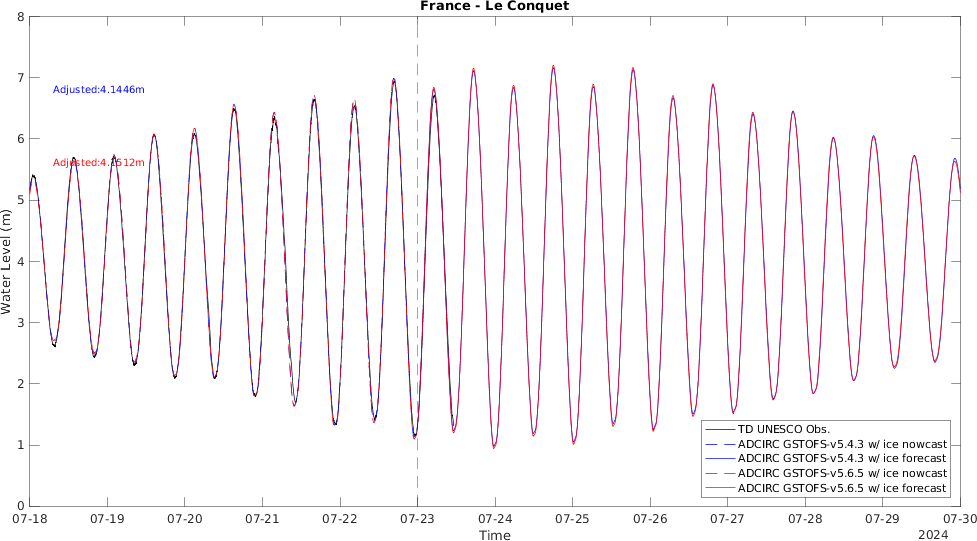 France - Le Conquet
8
7
6
5
4
3
2
1
0
Water Level (m)
Adjusted:4.1446m
Adjusted:4.1512m
TD UNESCO Obs.
ADCIRC GSTOFS-v5.4.3 w/ ice nowcast
ADCIRC GSTOFS-v5.4.3 w/ ice forecast
ADCIRC GSTOFS-v5.6.5 w/ ice nowcast
ADCIRC GSTOFS-v5.6.5 w/ ice forecast
07-18 07-19 07-20 07-21 07-22 07-23 07-24 07-25 07-26 07-27 07-28 07-29 07-30
Time
2024